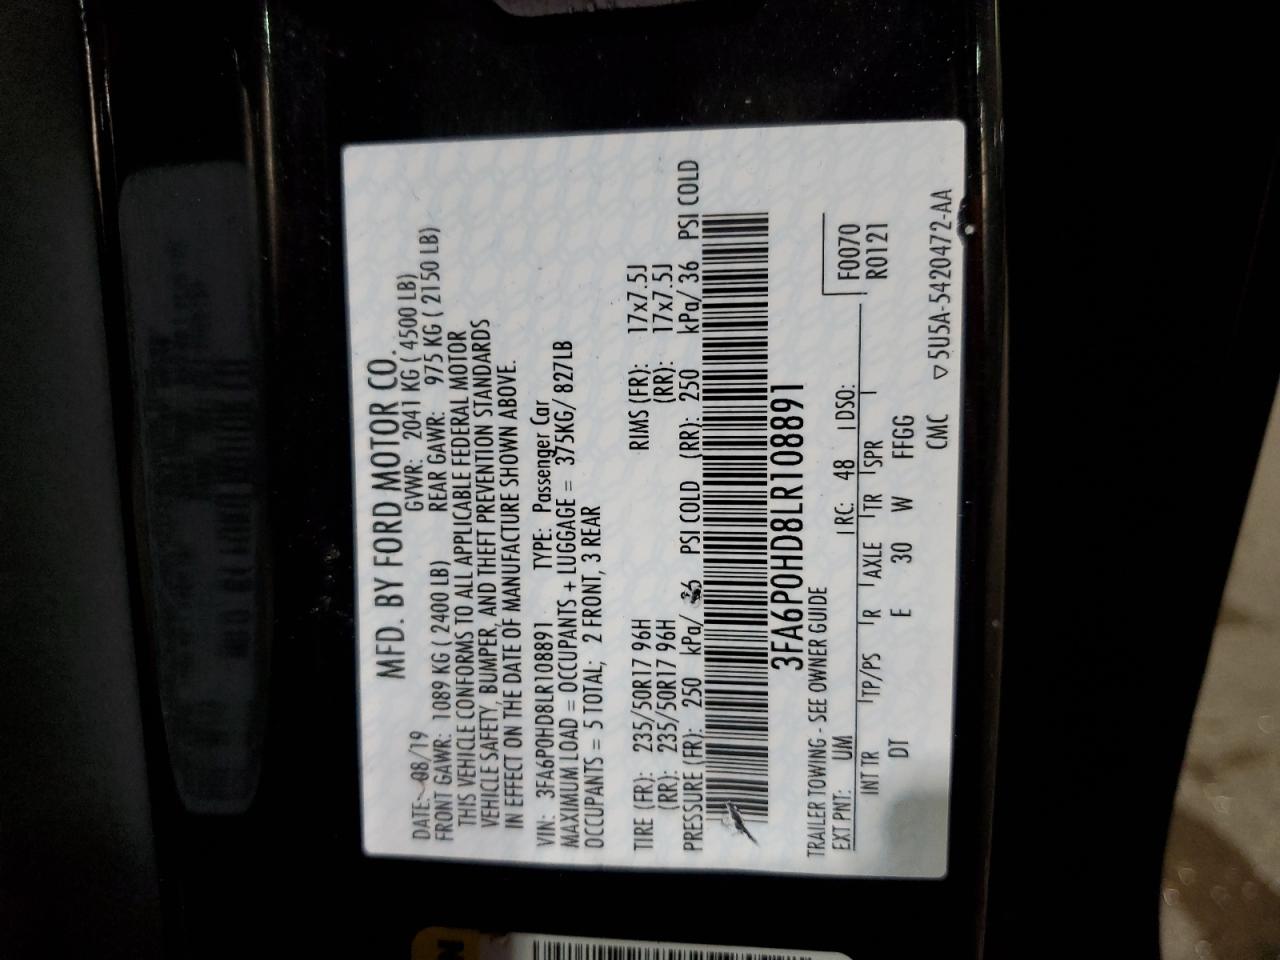 MFD. BY FORD MOTOR CO.
DATE: 08/19 GVWR: 2041 KG ( 4500 LB)
FRONT GAWR: 1089 KG ( 2400 LB) REAR GAWR: 975 KG ( 2150 LB)
THIS VEHICLE CONFORMS TO ALL APPLICABLE FEDERAL MOTOR
VEHICLE SAFETY, BUMPER, AND THEFT PREVENTION STANDARDS
IN EFFECT ON THE DATE OF MANUFACTURE SHOWN ABOVE.
VIN: 3FA6P0HD8LR108891 TYPE: Passenger Car
MAXIMUM LOAD = OCCUPANTS + LUGGAGE = 375KG/ 827LB
OCCUPANTS = 5 TOTAL; 2 FRONT, 3 REAR
TIRE (FR): 235/50R17 96H RIMS (FR): 17x7.5J
(RR): 235/50R17 96H (RR): 17x7.5J
PRESSURE (FR): 250 kPa/ 36 PSI COLD (RR): 250 kPa/ 36 PSI COLD
3FA6P0HD8LR108891
TRAILER TOWING - SEE OWNER GUIDE
EXT PNT: UM RC: 48 DSO: F0070
INT TR TP/PS R AXLE TR SPR R0121
DT E 30 W FFGG
CMC ▽5U5A-5420472-AA